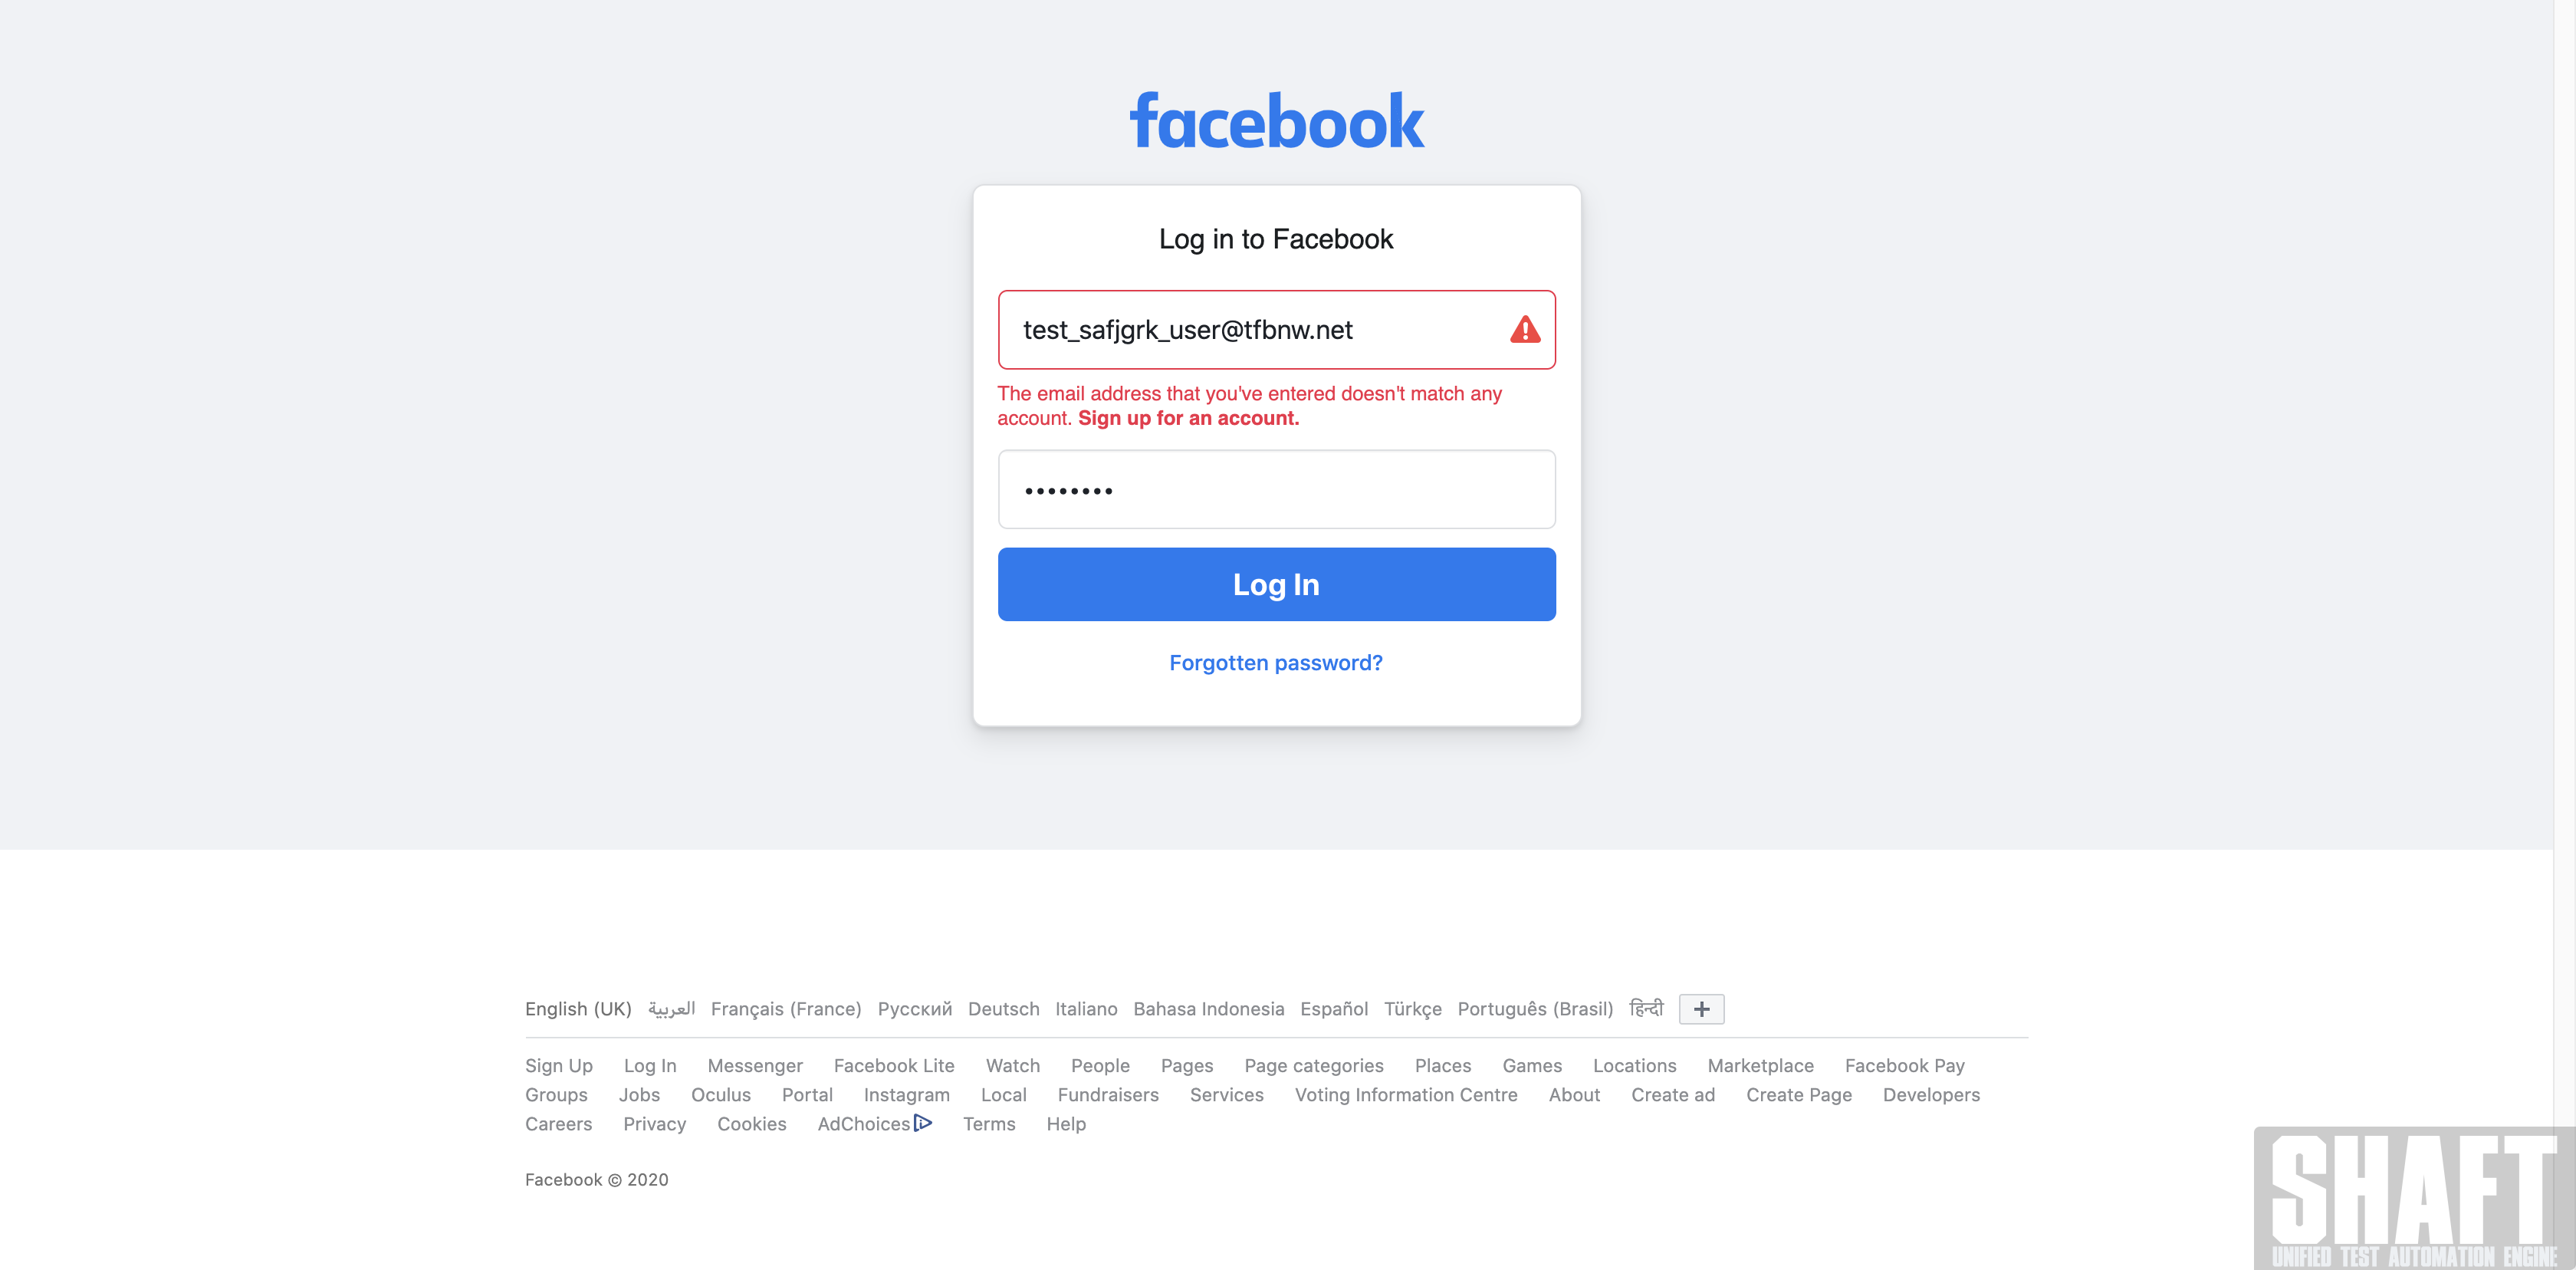 facebook
Log in to Facebook
test_safjgrk_user@tfbnw.net
The email address that you've entered doesn't match any
account. Sign up for an account.
••••••••
Log In
Forgotten password?
English (UK) العربية Français (France) Русский Deutsch Italiano Bahasa Indonesia Español Türkçe Português (Brasil) हिन्दी +
Sign Up Log In Messenger Facebook Lite Watch People Pages Page categories Places Games Locations Marketplace Facebook Pay
Groups Jobs Oculus Portal Instagram Local Fundraisers Services Voting Information Centre About Create ad Create Page Developers
Careers Privacy Cookies AdChoices Terms Help
Facebook © 2020
SHAFT
UNIFIED TEST AUTOMATION ENGINE